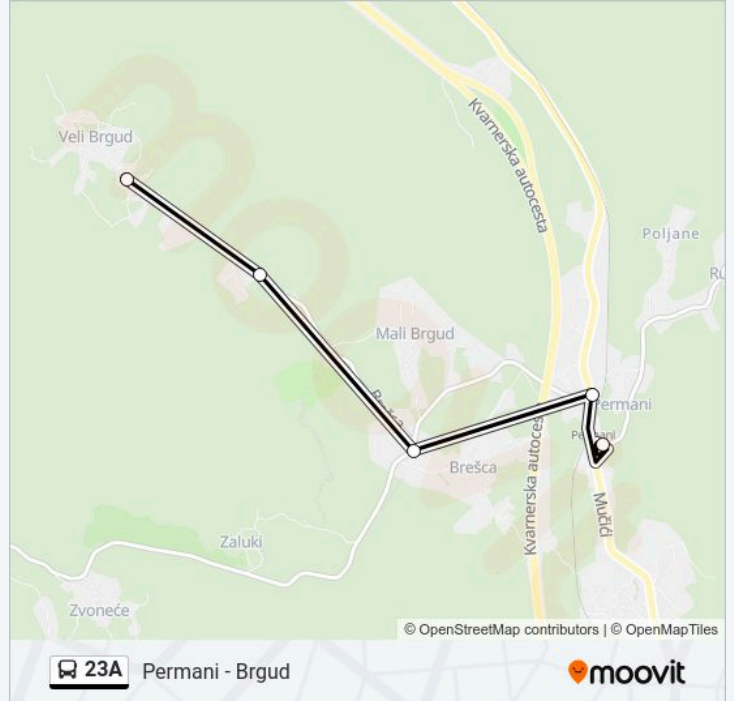 Kvarnerska autocesta
Veli Brgud
Poljane
Mali Brgud
Permani
Permani
Brešca
Kvarnerska autocesta
Mučići
Zaluki
Zvoneće
© OpenStreetMap contributors | © OpenMapTiles
23A Permani - Brgud
moovit